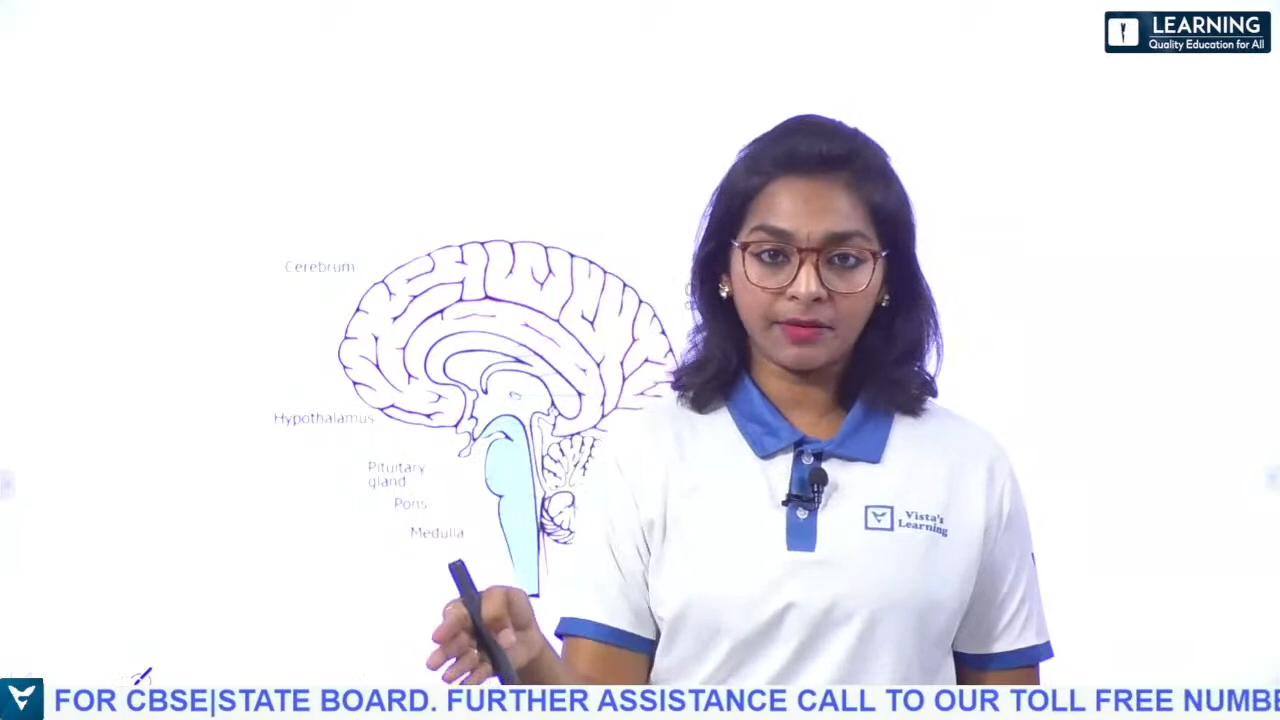 LEARNING
Quality Education for All
Cerebrum
Hypothalamus
Pituitary
gland
Pons
Medulla
Vista's
Learning
FOR CBSE|STATE BOARD. FURTHER ASSISTANCE CALL TO OUR TOLL FREE NUMBE